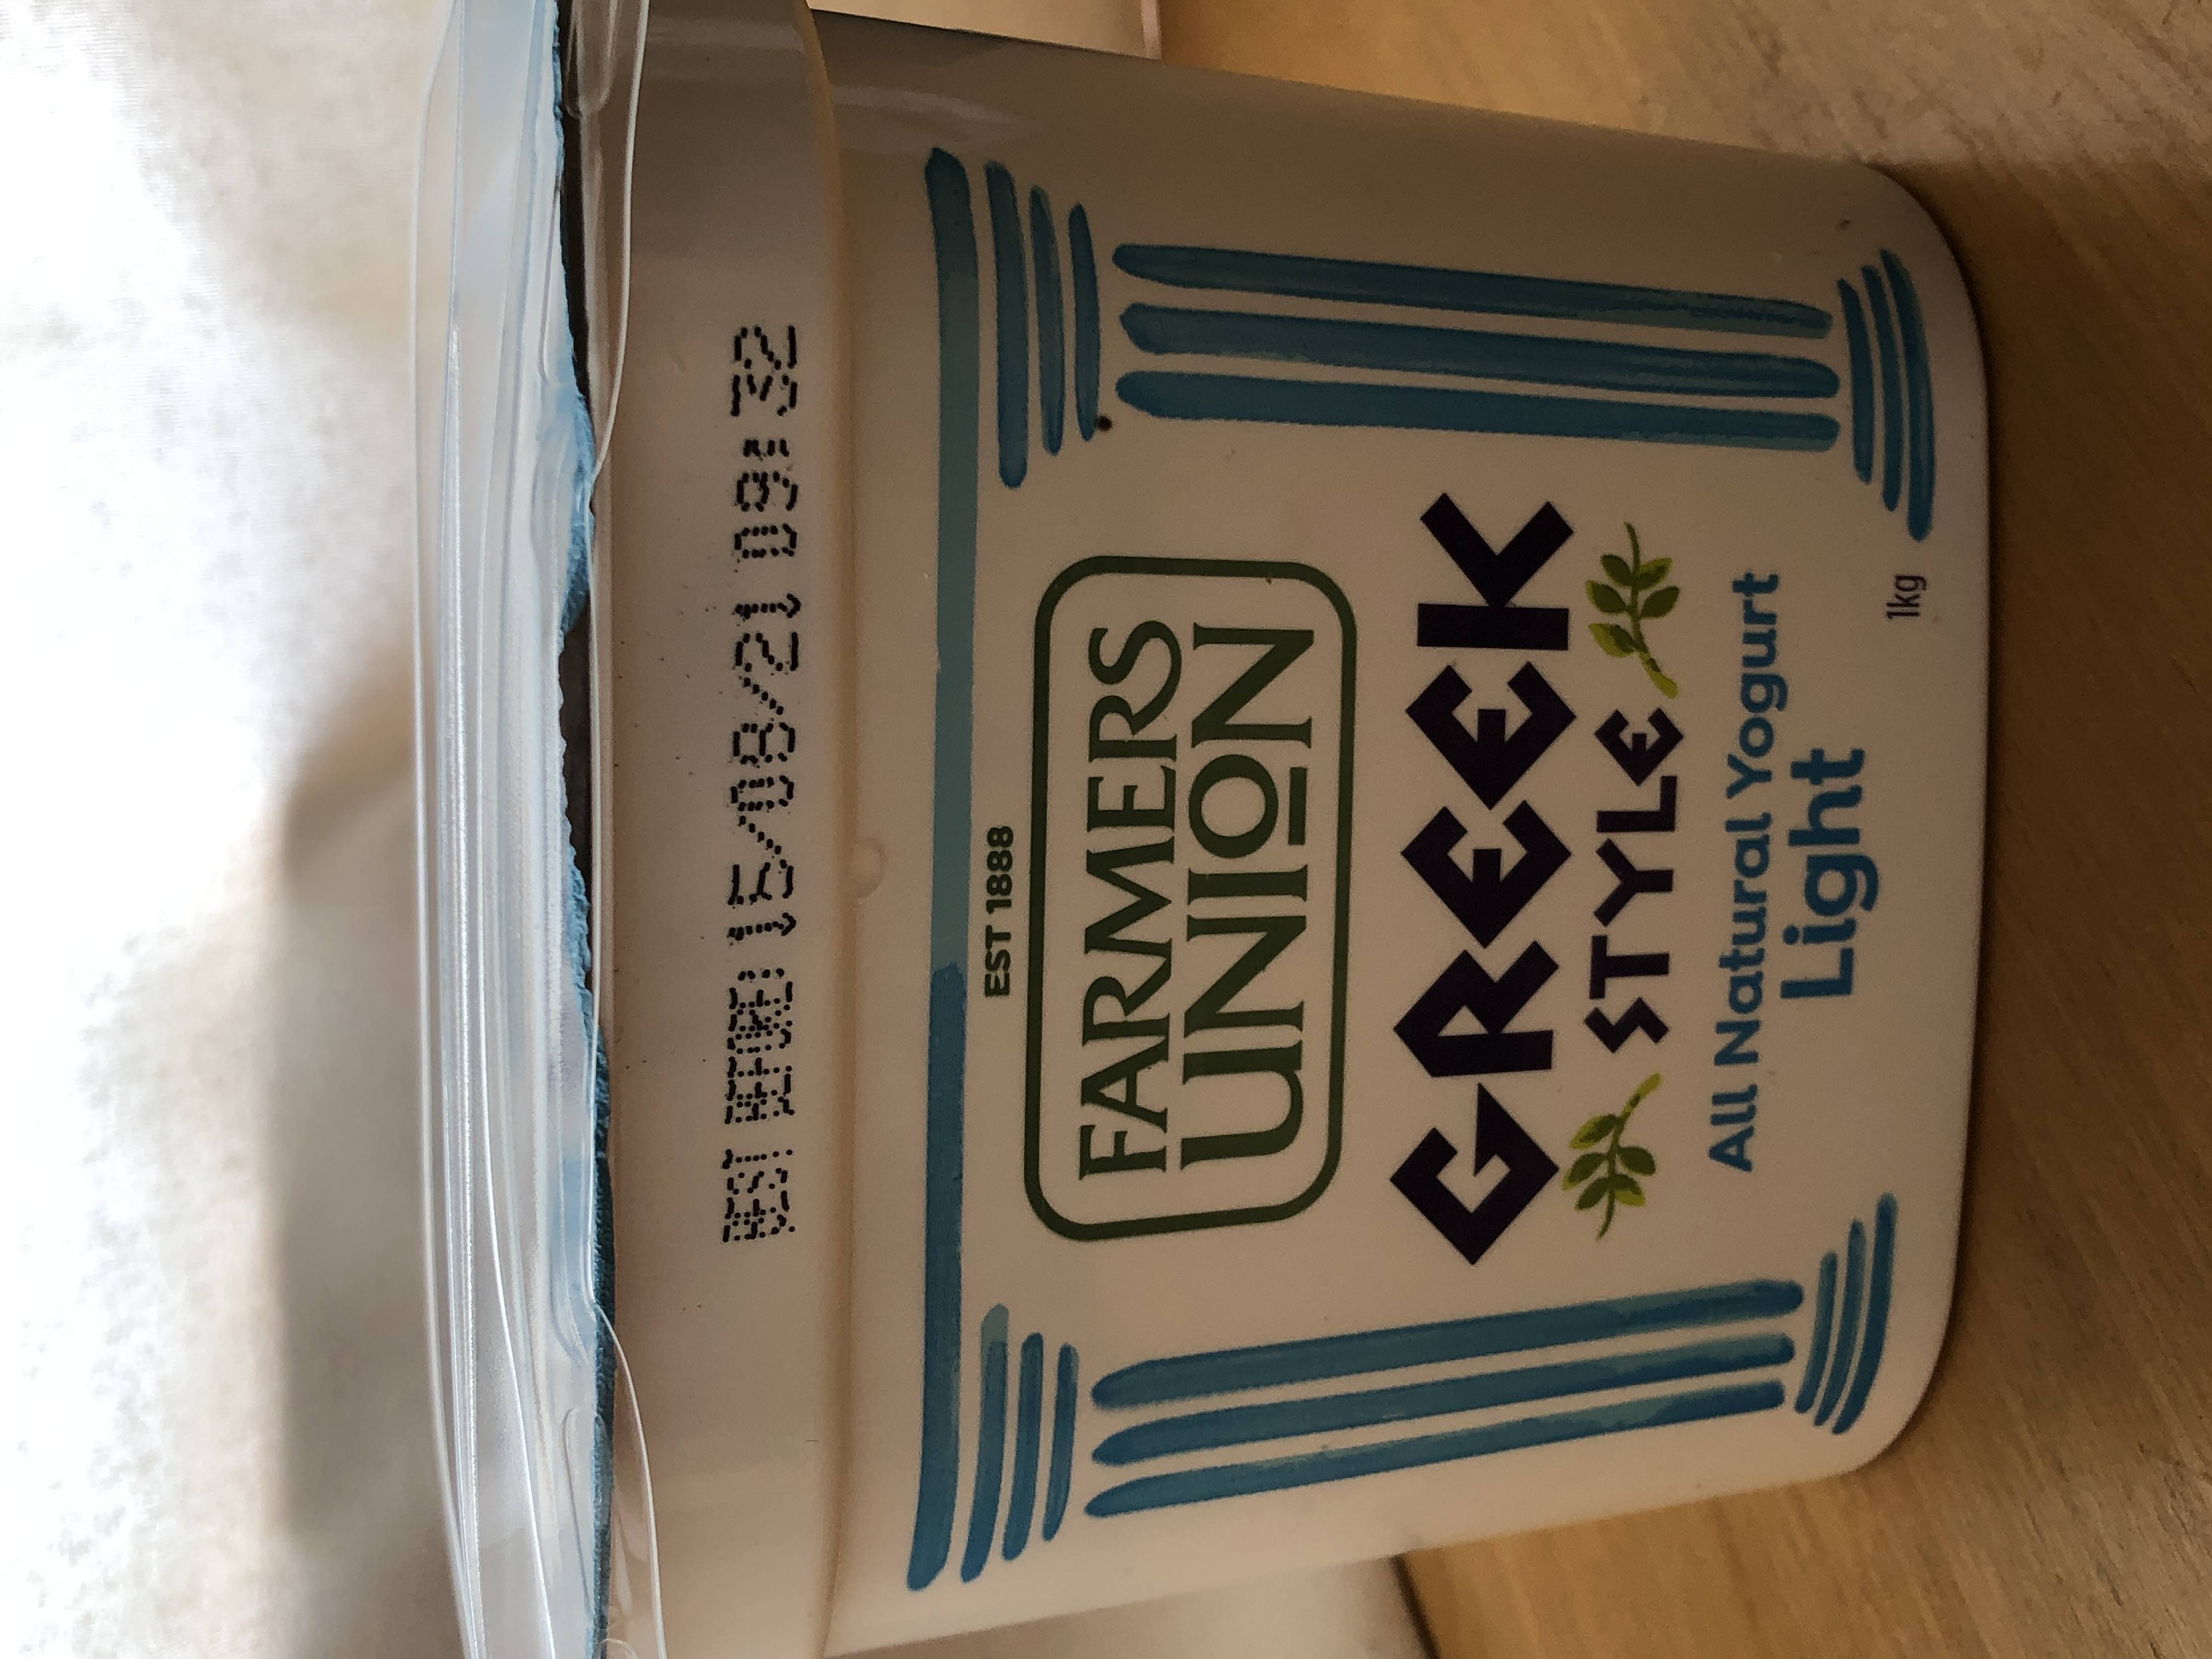 BEST BEFORE: 15/08/21 09:32
EST 1888
FARMERS
UNION
GREEK
STYLE
All Natural Yogurt
Light
1kg